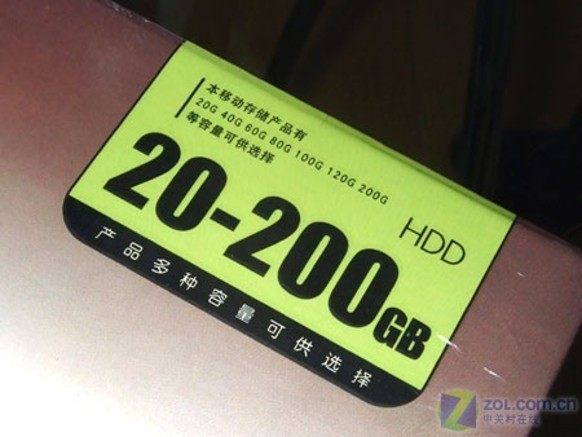 本移动存储产品有
20G 40G 60G 80G 100G 120G 200G
等容量可供选择
20-200GB
HDD
产品多种容量可供选择
ZOL.COM.CN
中关村在线